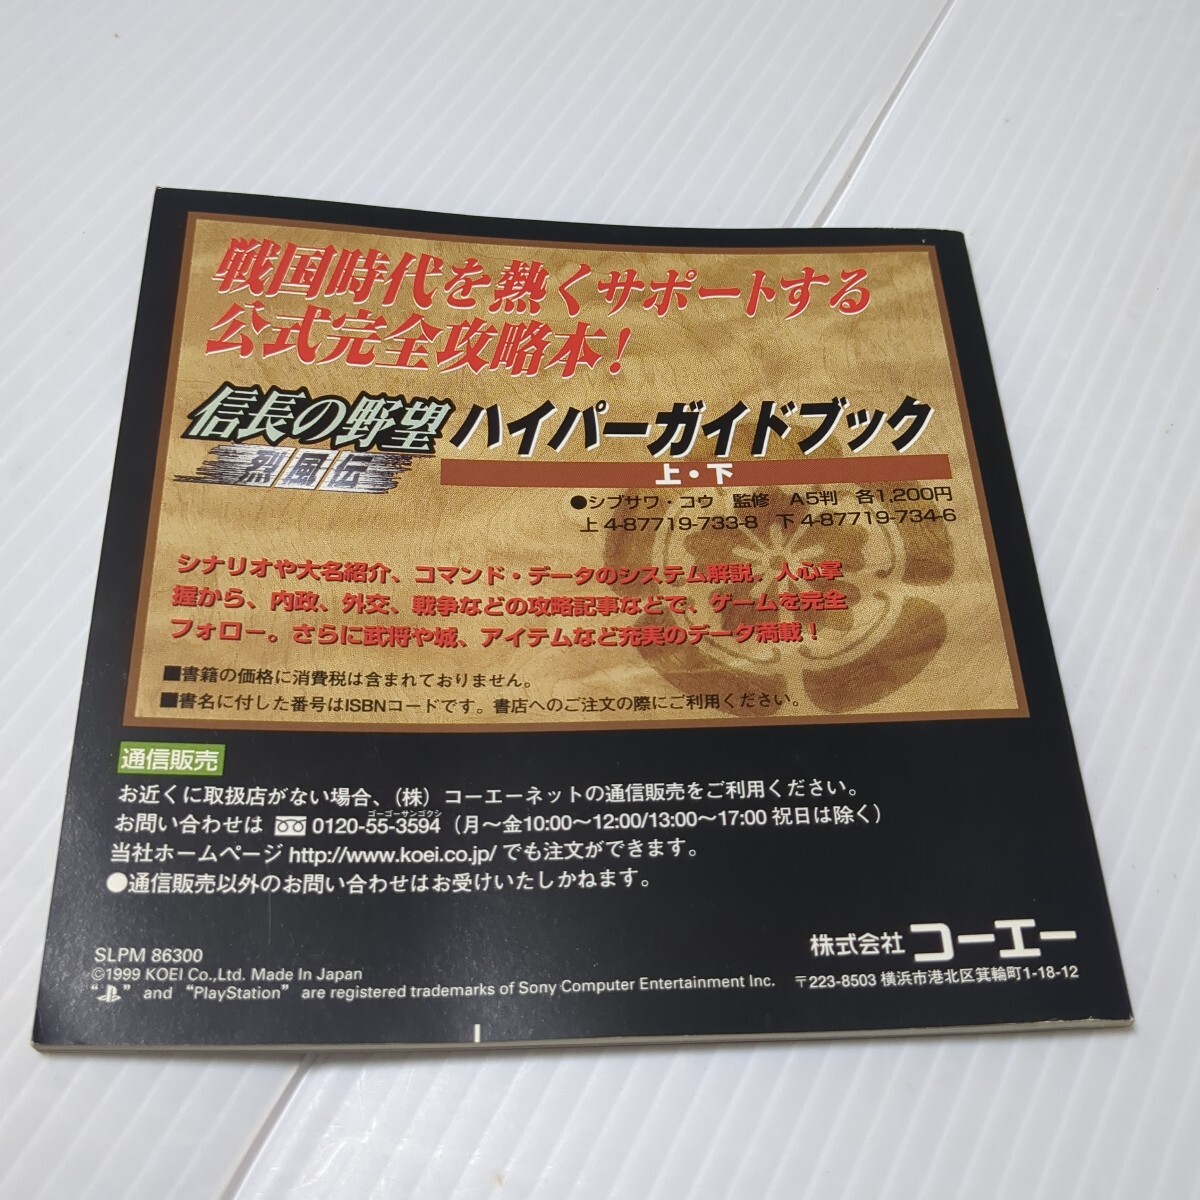 戦国時代を熱くサポートする
公式完全攻略本！
信長の野望
烈風伝
ハイパーガイドブック
上・下
●シブサワ・コウ 監修 A5判 各1,200円
上 4-87719-733-8 下 4-87719-734-6
シナリオや大名紹介、コマンド・データのシステム解説。人心掌
握から、内政、外交、戦争などの攻略記事などで、ゲームを完全
フォロー。さらに武将や城、アイテムなど充実のデータ満載！
■書籍の価格に消費税は含まれておりません。
■書名に付した番号はISBNコードです。書店へのご注文の際にご利用ください。
通信販売
お近くに取扱店がない場合、（株）コーエーネットの通信販売をご利用ください。
ゴーゴーサンゴクシ
お問い合わせは 0120-55-3594（月〜金10:00〜12:00/13:00〜17:00 祝日は除く）
当社ホームページ http://www.koei.co.jp/ でも注文ができます。
●通信販売以外のお問い合わせはお受けいたしかねます。
SLPM 86300
©1999 KOEI Co.,Ltd. Made In Japan
" " and "PlayStation" are registered trademarks of Sony Computer Entertainment Inc.
株式会社 コーエー
〒223-8503 横浜市港北区箕輪町1-18-12